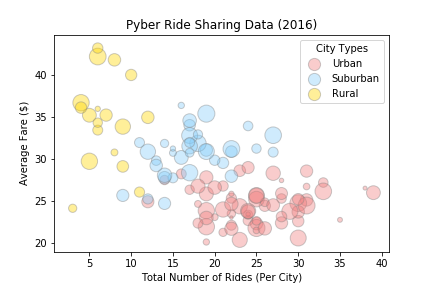 Pyber Ride Sharing Data (2016)
City Types
Urban
Suburban
Rural
40
35
30
25
20
Average Fare ($)
5 10 15 20 25 30 35 40
Total Number of Rides (Per City)